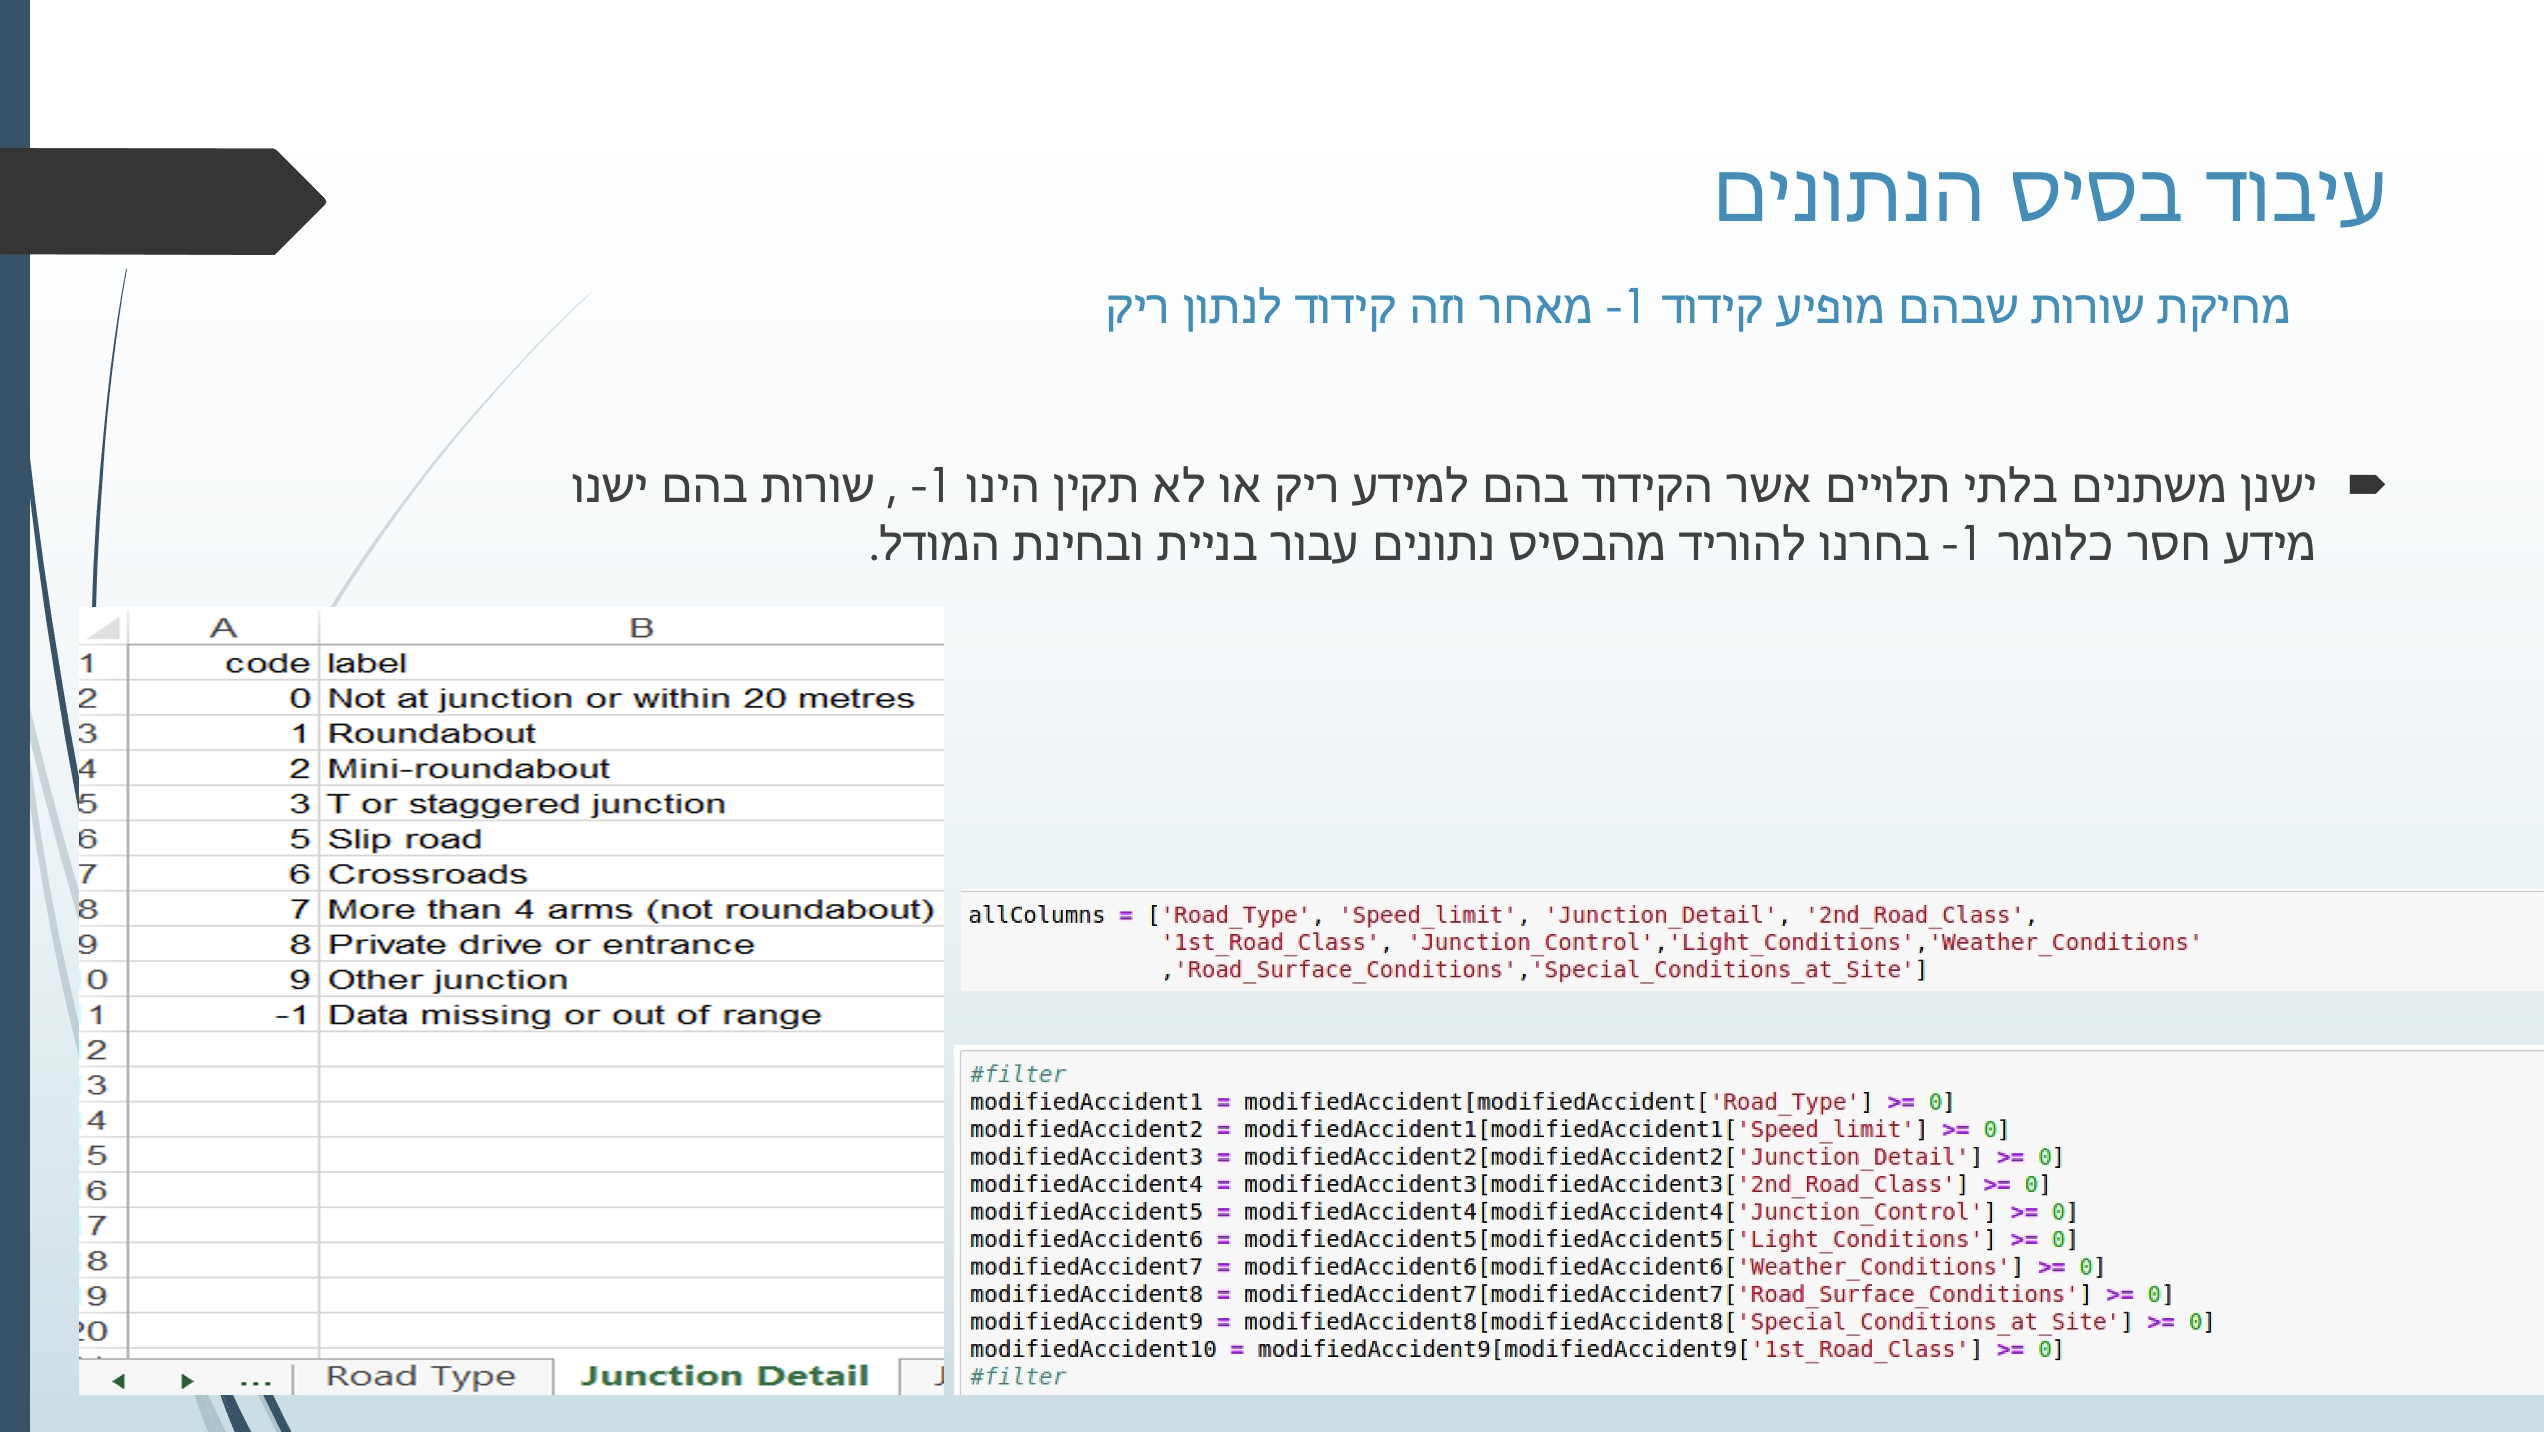 עיבוד בסיס הנתונים
מחיקת שורות שבהם מופיע קידוד 1- מאחר וזה קידוד לנתון ריק
ישנן משתנים בלתי תלויים אשר הקידוד בהם למידע ריק או לא תקין הינו 1- , שורות בהם ישנו
מידע חסר כלומר 1- בחרנו להוריד מהבסיס נתונים עבור בניית ובחינת המודל.
A B
1 code label
2 0 Not at junction or within 20 metres
3 1 Roundabout
4 2 Mini-roundabout
5 3 T or staggered junction
6 5 Slip road
7 6 Crossroads
8 7 More than 4 arms (not roundabout)
9 8 Private drive or entrance
0 9 Other junction
1 -1 Data missing or out of range
2
3
4
5
6
7
8
9
20
... Road Type Junction Detail J
allColumns = ['Road_Type', 'Speed_limit', 'Junction_Detail', '2nd_Road_Class',
'1st_Road_Class', 'Junction_Control','Light_Conditions','Weather_Conditions'
,'Road_Surface_Conditions','Special_Conditions_at_Site']
#filter
modifiedAccident1 = modifiedAccident[modifiedAccident['Road_Type'] >= 0]
modifiedAccident2 = modifiedAccident1[modifiedAccident1['Speed_limit'] >= 0]
modifiedAccident3 = modifiedAccident2[modifiedAccident2['Junction_Detail'] >= 0]
modifiedAccident4 = modifiedAccident3[modifiedAccident3['2nd_Road_Class'] >= 0]
modifiedAccident5 = modifiedAccident4[modifiedAccident4['Junction_Control'] >= 0]
modifiedAccident6 = modifiedAccident5[modifiedAccident5['Light_Conditions'] >= 0]
modifiedAccident7 = modifiedAccident6[modifiedAccident6['Weather_Conditions'] >= 0]
modifiedAccident8 = modifiedAccident7[modifiedAccident7['Road_Surface_Conditions'] >= 0]
modifiedAccident9 = modifiedAccident8[modifiedAccident8['Special_Conditions_at_Site'] >= 0]
modifiedAccident10 = modifiedAccident9[modifiedAccident9['1st_Road_Class'] >= 0]
#filter